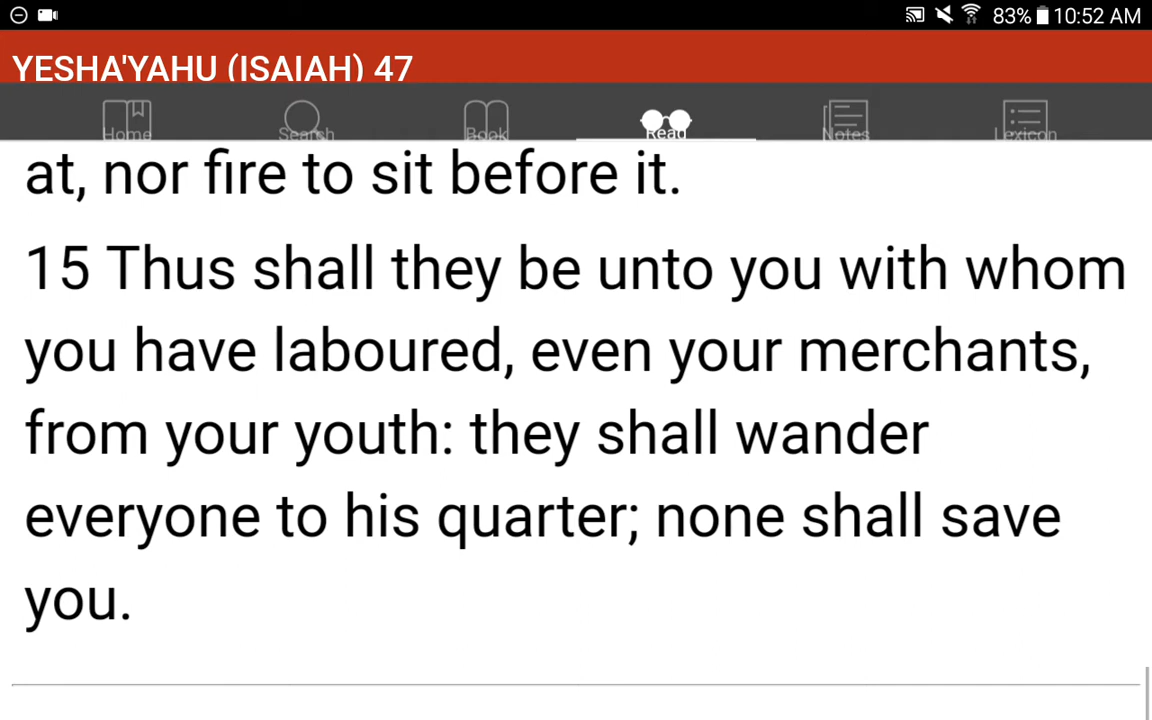 83% 10:52 AM
YESHA'YAHU (ISAIAH) 47
Home Search Book Read Notes Lexicon
at, nor fire to sit before it.
15 Thus shall they be unto you with whom
you have laboured, even your merchants,
from your youth: they shall wander
everyone to his quarter; none shall save
you.